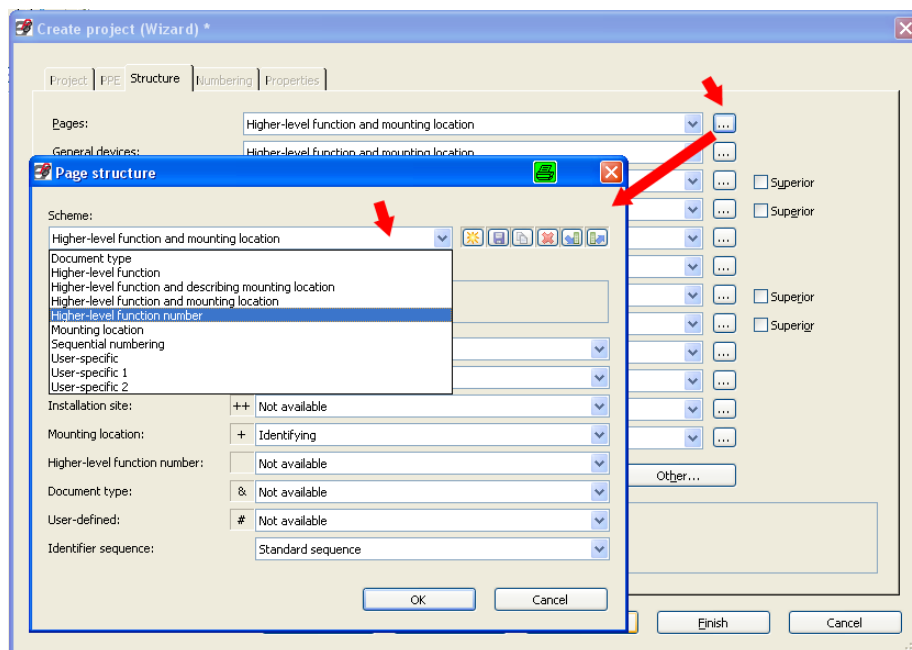 Create project (Wizard) *
Project PPE Structure Numbering Properties
Pages: Higher-level function and mounting location ...
General devices: Higher-level function and mounting location ...
... Superior
... Superior
...
...
... Superior
... Superior
...
...
...
...
Other...
Page structure
Scheme:
Higher-level function and mounting location
Document type
Higher-level function
Higher-level function and describing mounting location
Higher-level function and mounting location
Higher-level function number
Mounting location
Sequential numbering
User-specific
User-specific 1
User-specific 2
Installation site: ++ Not available
Mounting location: + Identifying
Higher-level function number: Not available
Document type: & Not available
User-defined: # Not available
Identifier sequence: Standard sequence
OK Cancel
Finish Cancel